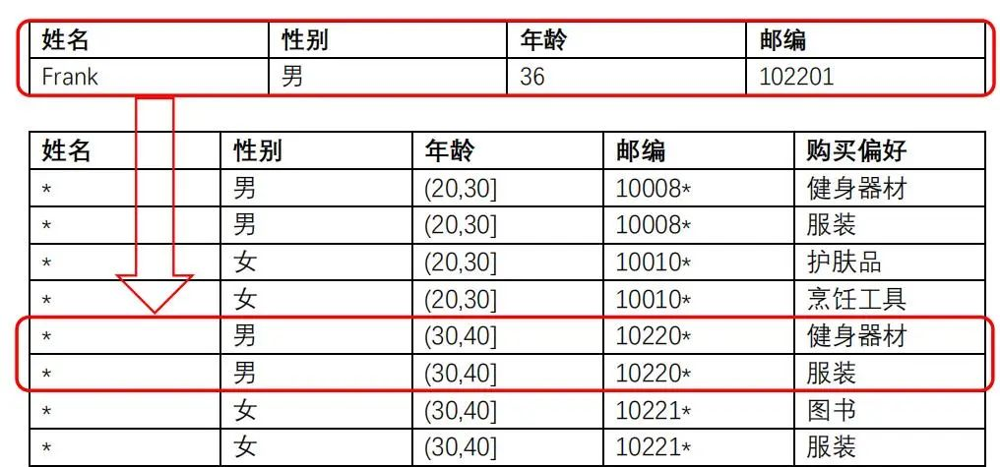 姓名 性别 年龄 邮编
Frank 男 36 102201
姓名 性别 年龄 邮编 购买偏好
* 男 (20,30] 10008* 健身器材
* 男 (20,30] 10008* 服装
* 女 (20,30] 10010* 护肤品
* 女 (20,30] 10010* 烹饪工具
* 男 (30,40] 10220* 健身器材
* 男 (30,40] 10220* 服装
* 女 (30,40] 10221* 图书
* 女 (30,40] 10221* 服装